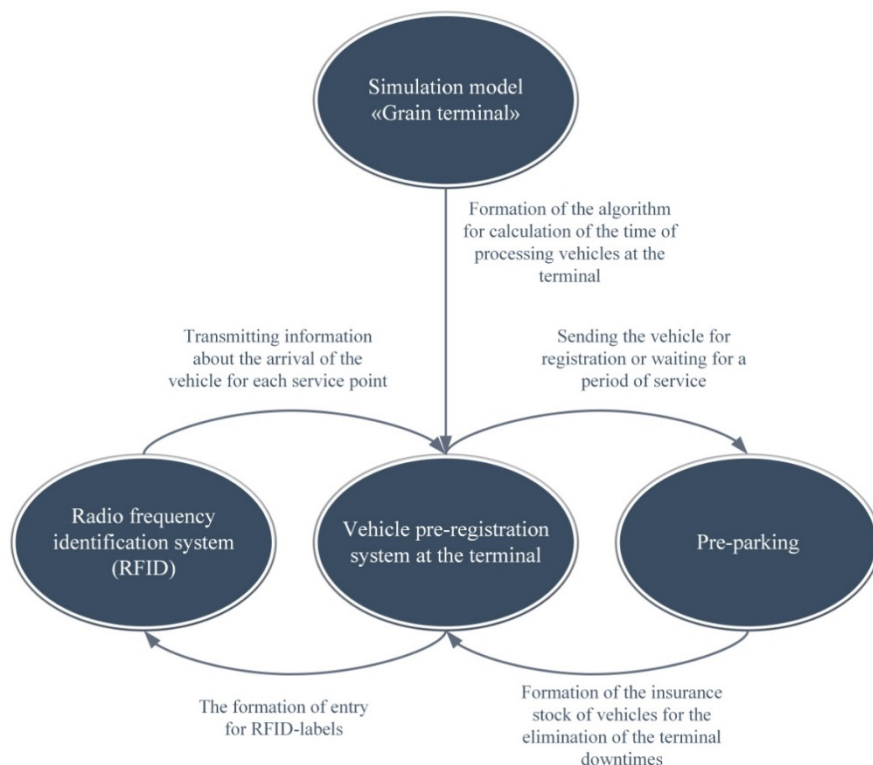 Simulation model
«Grain terminal»
Formation of the algorithm
for calculation of the time of
processing vehicles at the
terminal
Transmitting information
about the arrival of the
vehicle for each service point
Sending the vehicle for
registration or waiting for a
period of service
Radio frequency
identification system
(RFID)
Vehicle pre-registration
system at the terminal
Pre-parking
The formation of entry
for RFID-labels
Formation of the insurance
stock of vehicles for the
elimination of the terminal
downtimes